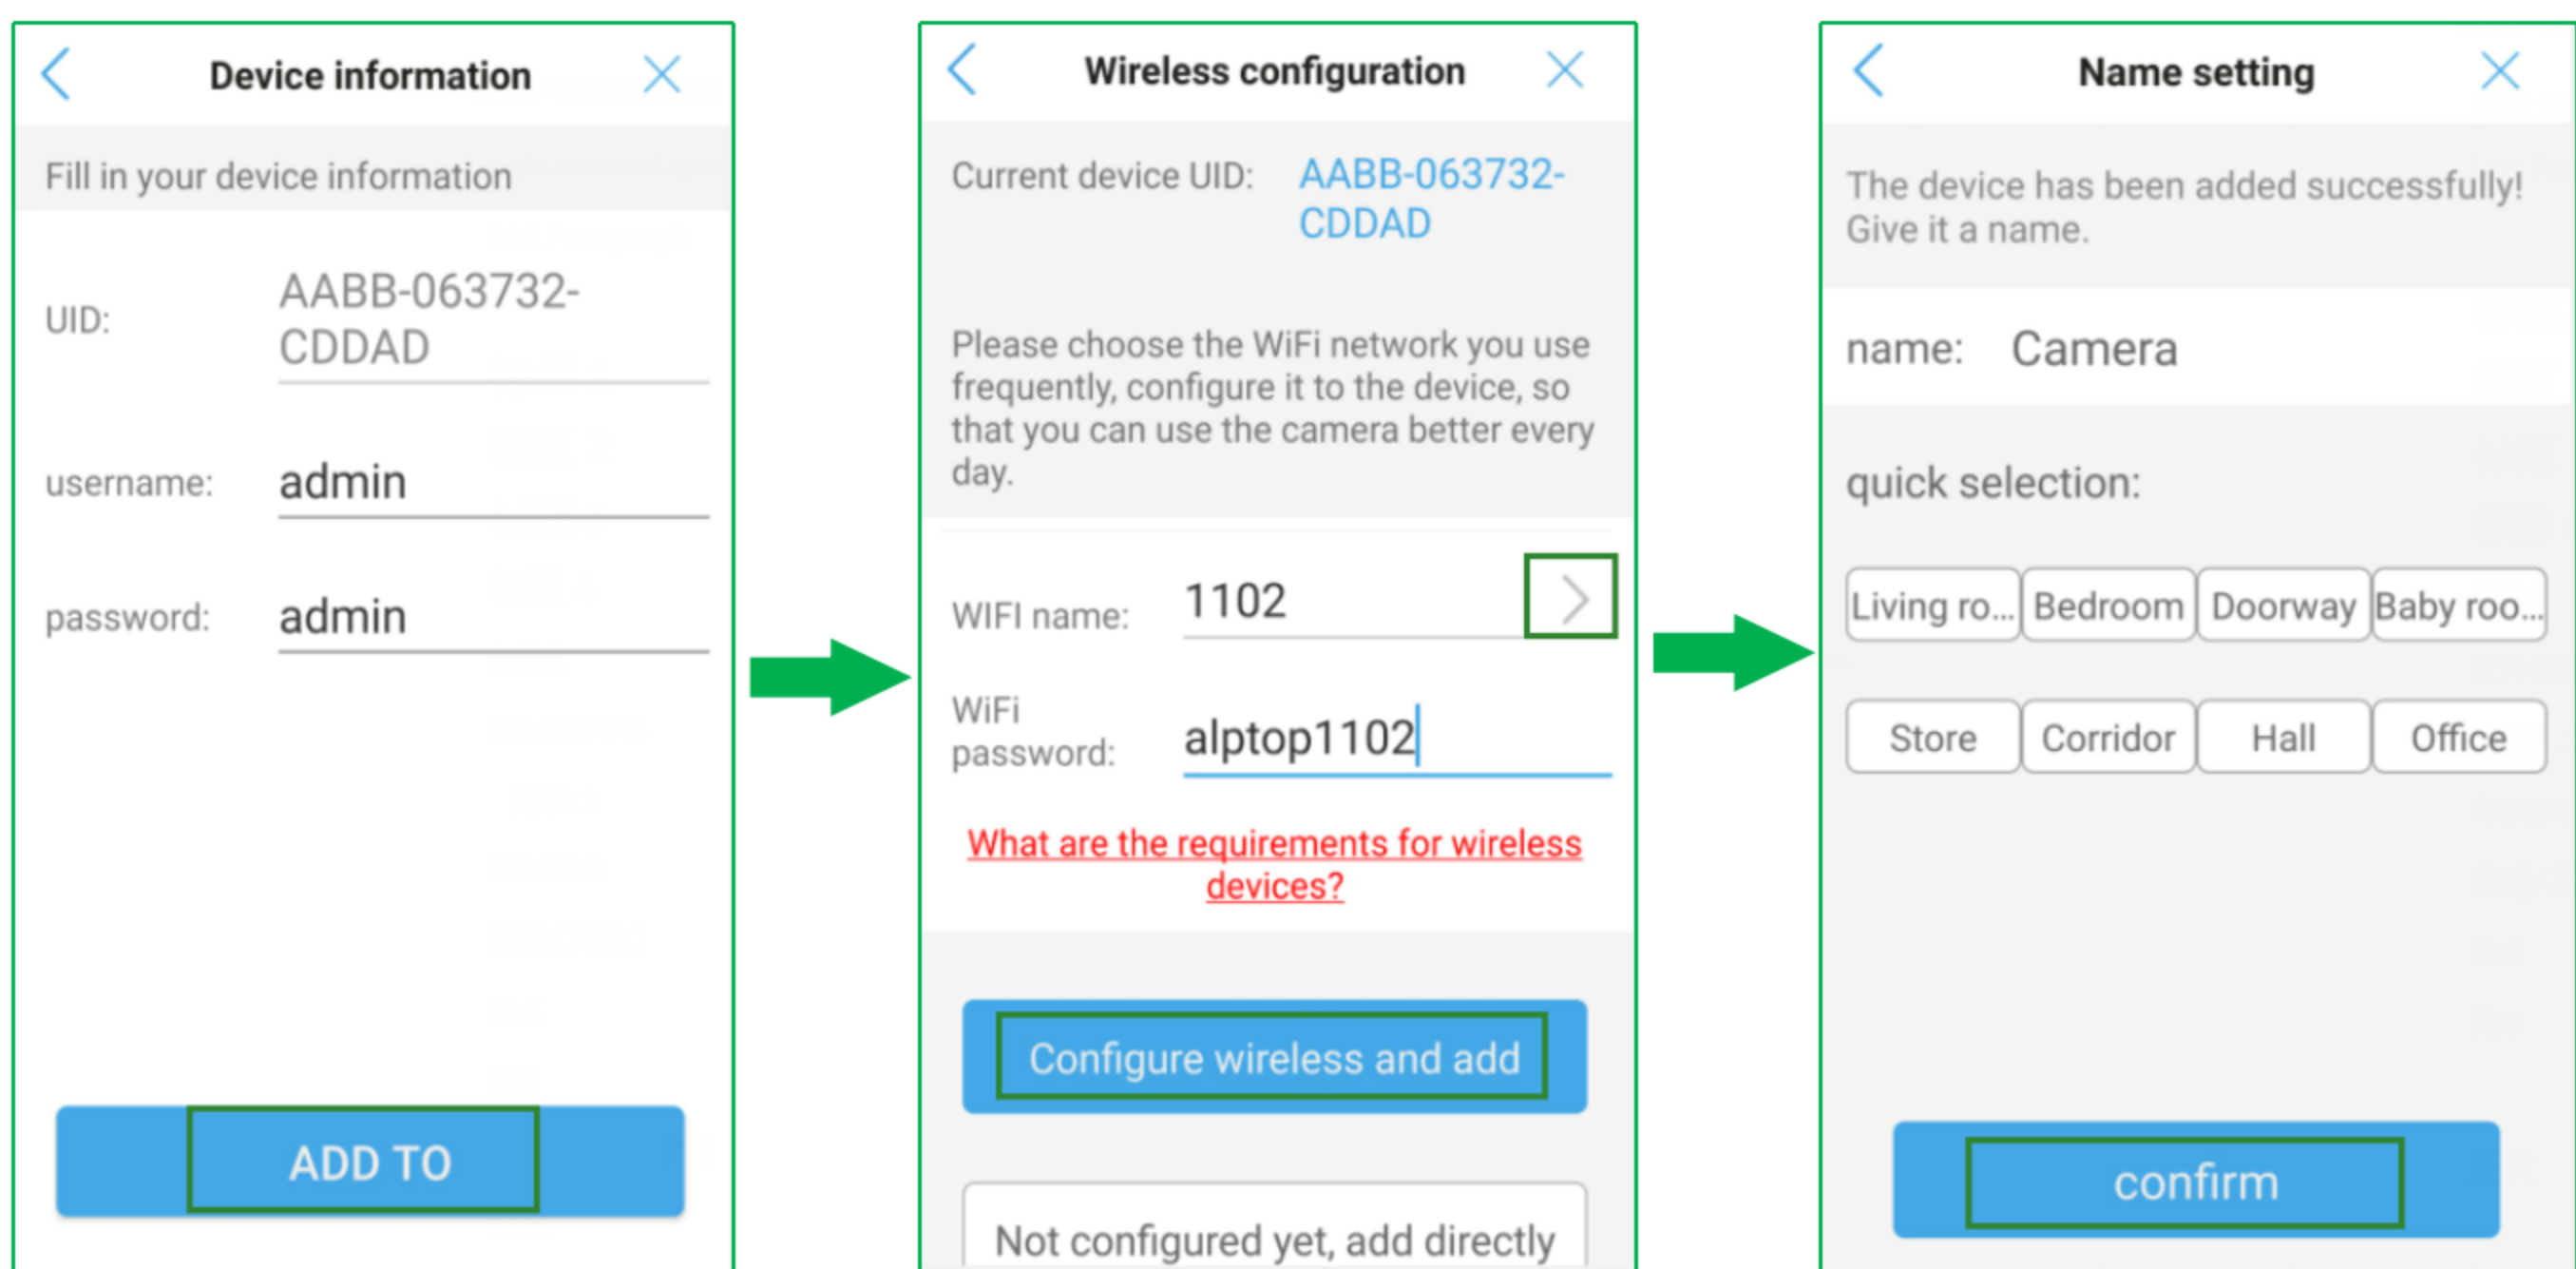 Device information
Fill in your device information
UID:
AABB-063732-
CDDAD
username: admin
password: admin
ADD TO
Wireless configuration
Current device UID: AABB-063732-
CDDAD
Please choose the WiFi network you use
frequently, configure it to the device, so
that you can use the camera better every
day.
WIFI name: 1102
WiFi
password: alptop1102
What are the requirements for wireless
devices?
Configure wireless and add
Not configured yet, add directly
Name setting
The device has been added successfully!
Give it a name.
name: Camera
quick selection:
Living ro... Bedroom Doorway Baby roo...
Store Corridor Hall Office
confirm